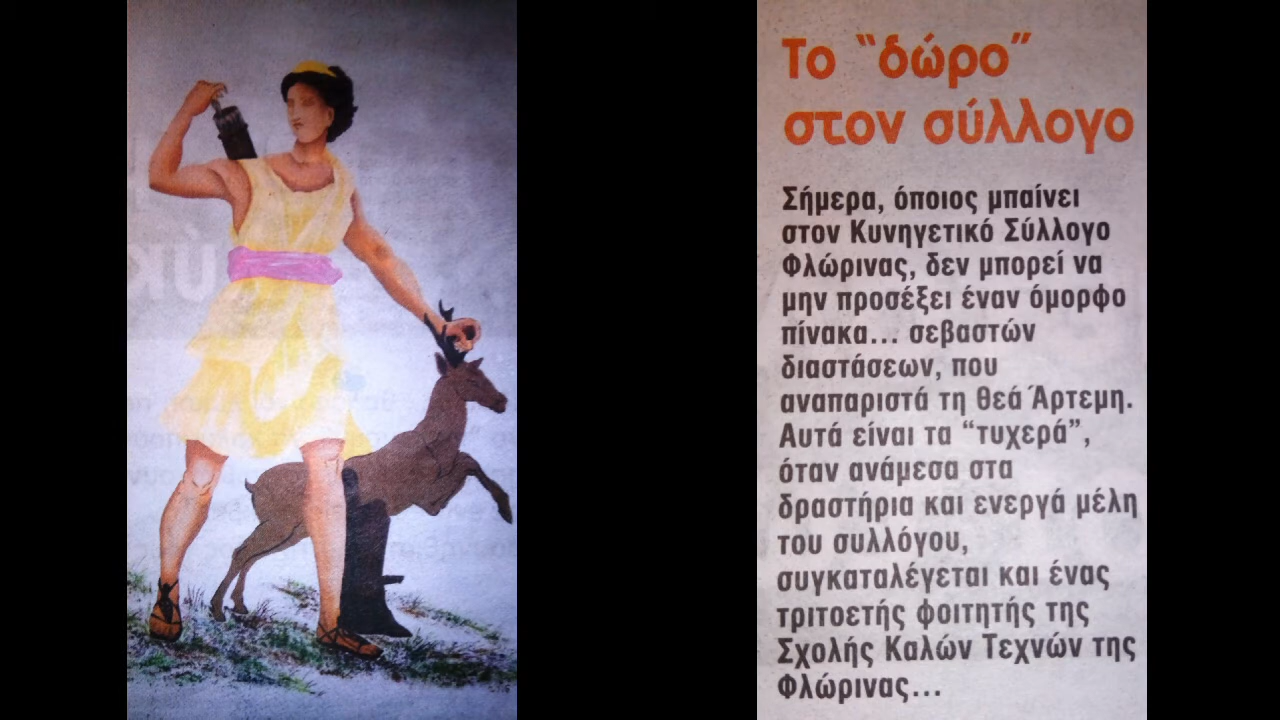 Το “δώρο”
στον σύλλογο
Σήμερα, όποιος μπαίνει
στον Κυνηγετικό Σύλλογο
Φλώρινας, δεν μπορεί να
μην προσέξει έναν όμορφο
πίνακα... σεβαστών
διαστάσεων, που
αναπαριστά τη θεά Άρτεμη.
Αυτά είναι τα “τυχερά”,
όταν ανάμεσα στα
δραστήρια και ενεργά μέλη
του συλλόγου,
συγκαταλέγεται και ένας
τριτοετής φοιτητής της
Σχολής Καλών Τεχνών της
Φλώρινας...